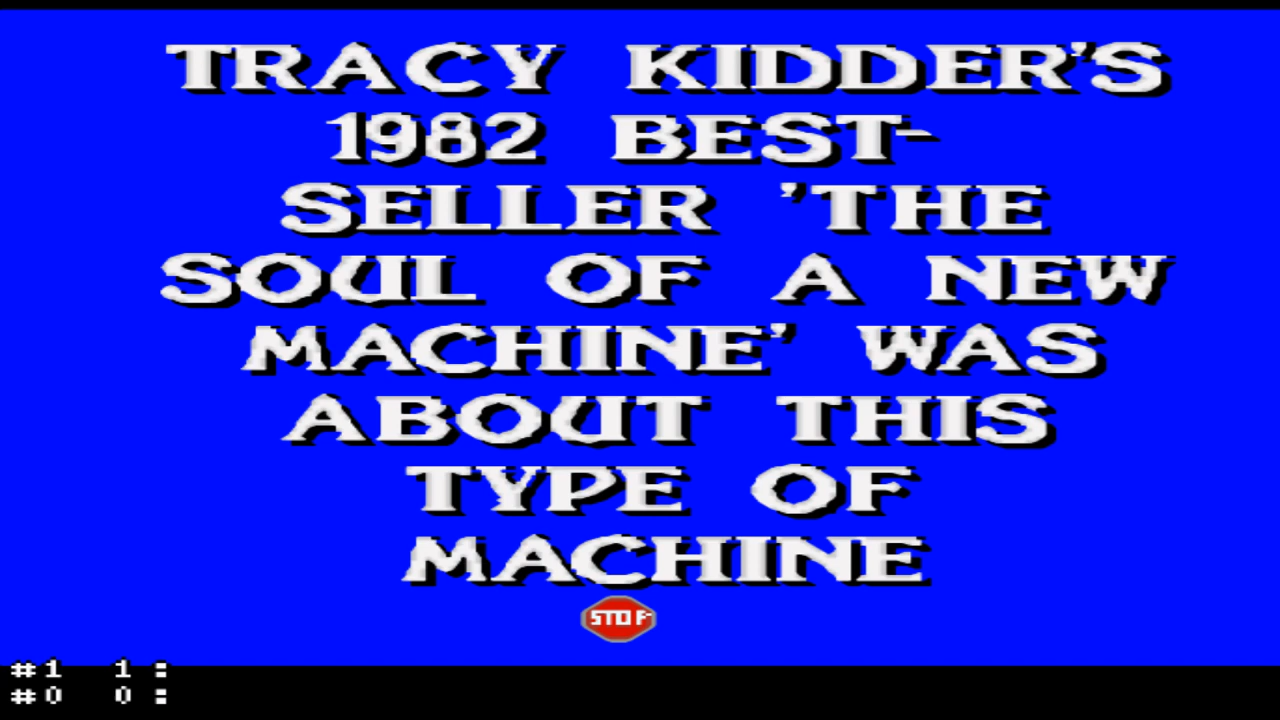 TRACY KIDDER'S
1982 BEST-
SELLER 'THE
SOUL OF A NEW
MACHINE' WAS
ABOUT THIS
TYPE OF
MACHINE
STOP
#1 1 :
#0 0 :